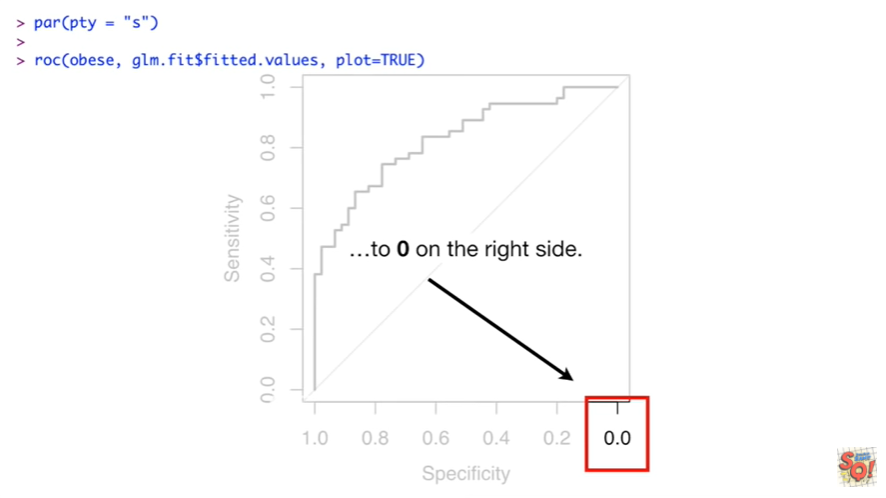 > par(pty = "s")
>
> roc(obese, glm.fit$fitted.values, plot=TRUE)
1.0
0.8
0.6
0.4
0.2
0.0
Sensitivity
…to 0 on the right side.
1.0 0.8 0.6 0.4 0.2 0.0
Specificity
SQ!